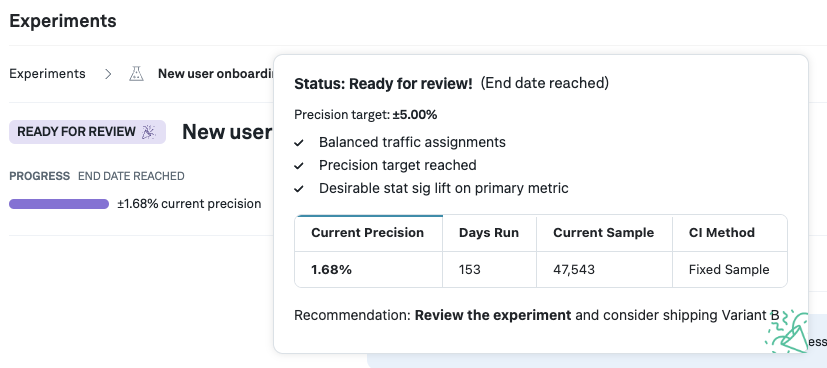 Experiments
Experiments > New user onboardi
READY FOR REVIEW New user
PROGRESS END DATE REACHED
±1.68% current precision
Status: Ready for review! (End date reached)
Precision target: ±5.00%
✓ Balanced traffic assignments
✓ Precision target reached
✓ Desirable stat sig lift on primary metric
Current Precision Days Run Current Sample CI Method
1.68% 153 47,543 Fixed Sample
Recommendation: Review the experiment and consider shipping Variant B
ess